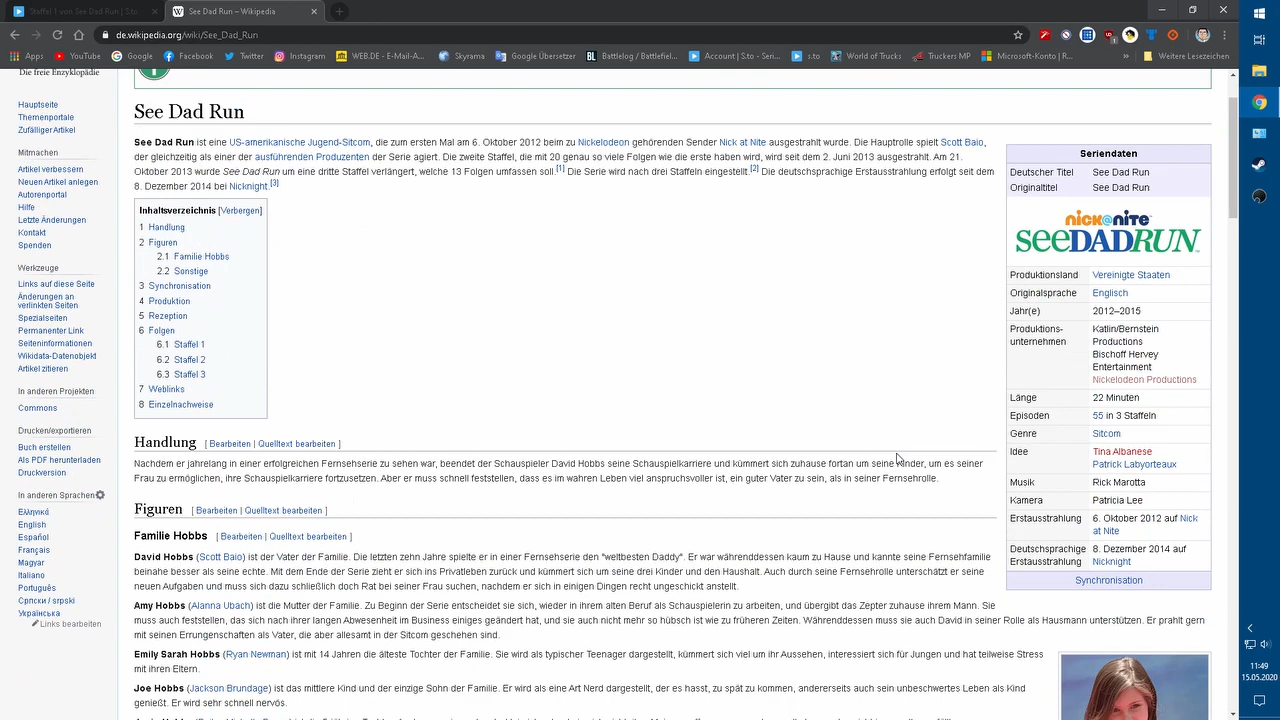 Staffel 1 von See Dad Run | S.to
See Dad Run – Wikipedia
de.wikipedia.org/wiki/See_Dad_Run
Apps
YouTube
Google
Facebook
Twitter
Instagram
WEB.DE - E-Mail-A...
Skyrama
Google Übersetzer
Battlelog / Battlefiel...
Account | S.to - Seri...
s.to
World of Trucks
Truckers MP
Microsoft-Konto | R...
»
Weitere Lesezeichen
Die freie Enzyklopädie
Hauptseite
Themenportale
Zufälliger Artikel
Mitmachen
Artikel verbessern
Neuen Artikel anlegen
Autorenportal
Hilfe
Letzte Änderungen
Kontakt
Spenden
Werkzeuge
Links auf diese Seite
Änderungen an
verlinkten Seiten
Spezialseiten
Permanenter Link
Seiteninformationen
Wikidata-Datenobjekt
Artikel zitieren
In anderen Projekten
Commons
Drucken/exportieren
Buch erstellen
Als PDF herunterladen
Druckversion
In anderen Sprachen
Ελληνικά
English
Español
Français
Magyar
Italiano
Português
Српски / srpski
Українська
Links bearbeiten
See Dad Run
See Dad Run ist eine US-amerikanische Jugend-Sitcom, die zum ersten Mal am 6. Oktober 2012 beim zu Nickelodeon gehörenden Sender Nick at Nite ausgestrahlt wurde. Die Hauptrolle spielt Scott Baio,
der gleichzeitig als einer der ausführenden Produzenten der Serie agiert. Die zweite Staffel, die mit 20 genau so viele Folgen wie die erste haben wird, wird seit dem 2. Juni 2013 ausgestrahlt. Am 21.
Oktober 2013 wurde See Dad Run um eine dritte Staffel verlängert, welche 13 Folgen umfassen soll.[1] Die Serie wird nach drei Staffeln eingestellt.[2] Die deutschsprachige Erstausstrahlung erfolgt seit dem
8. Dezember 2014 bei Nicknight.[3]
Inhaltsverzeichnis [Verbergen]
1 Handlung
2 Figuren
2.1 Familie Hobbs
2.2 Sonstige
3 Synchronisation
4 Produktion
5 Rezeption
6 Folgen
6.1 Staffel 1
6.2 Staffel 2
6.3 Staffel 3
7 Weblinks
8 Einzelnachweise
Handlung [ Bearbeiten | Quelltext bearbeiten ]
Nachdem er jahrelang in einer erfolgreichen Fernsehserie zu sehen war, beendet der Schauspieler David Hobbs seine Schauspielkarriere und kümmert sich zuhause fortan um seine Kinder, um es seiner
Frau zu ermöglichen, ihre Schauspielkarriere fortzusetzen. Aber er muss schnell feststellen, dass es im wahren Leben viel anspruchsvoller ist, ein guter Vater zu sein, als in seiner Fernsehrolle.
Figuren [ Bearbeiten | Quelltext bearbeiten ]
Familie Hobbs [ Bearbeiten | Quelltext bearbeiten ]
David Hobbs (Scott Baio) ist der Vater der Familie. Die letzten zehn Jahre spielte er in einer Fernsehserie den "weltbesten Daddy". Er war währenddessen kaum zu Hause und kannte seine Fernsehfamilie
beinahe besser als seine echte. Mit dem Ende der Serie zieht er sich ins Privatleben zurück und kümmert sich um seine drei Kinder und den Haushalt. Auch durch seine Fernsehrolle unterschätzt er seine
neuen Aufgaben und muss sich dazu schließlich doch Rat bei seiner Frau suchen, nachdem er sich in einigen Dingen recht ungeschickt anstellt.
Amy Hobbs (Alanna Ubach) ist die Mutter der Familie. Zu Beginn der Serie entscheidet sie sich, wieder in ihrem alten Beruf als Schauspielerin zu arbeiten, und übergibt das Zepter zuhause ihrem Mann. Sie
muss auch feststellen, das sich nach ihrer langen Abwesenheit im Business einiges geändert hat, und sie auch nicht mehr so hübsch ist wie zu früheren Zeiten. Währenddessen muss sie auch David in seiner Rolle als Hausmann unterstützen. Er prahlt gern
mit seinen Errungenschaften als Vater, die aber allesamt in der Sitcom geschehen sind.
Emily Sarah Hobbs (Ryan Newman) ist mit 14 Jahren die älteste Tochter der Familie. Sie wird als typischer Teenager dargestellt, kümmert sich viel um ihr Aussehen, interessiert sich für Jungen und hat teilweise Stress
mit ihren Eltern.
Joe Hobbs (Jackson Brundage) ist das mittlere Kind und der einzige Sohn der Familie. Er wird als eine Art Nerd dargestellt, der es hasst, zu spät zu kommen, andererseits auch sein unbeschwertes Leben als Kind
genießt. Er wird sehr schnell nervös.
Seriendaten
Deutscher Titel See Dad Run
Originaltitel See Dad Run
nick@nite
see DAD RUN
Produktionsland Vereinigte Staaten
Originalsprache Englisch
Jahr(e) 2012–2015
Produktions-
unternehmen
Katlin/Bernstein
Productions
Bischoff Hervey
Entertainment
Nickelodeon Productions
Länge 22 Minuten
Episoden 55 in 3 Staffeln
Genre Sitcom
Idee Tina Albanese
Patrick Labyorteaux
Musik Rick Marotta
Kamera Patricia Lee
Erstausstrahlung 6. Oktober 2012 auf Nick
at Nite
Deutschsprachige
Erstausstrahlung
8. Dezember 2014 auf
Nicknight
Synchronisation
11:49
15.05.2020